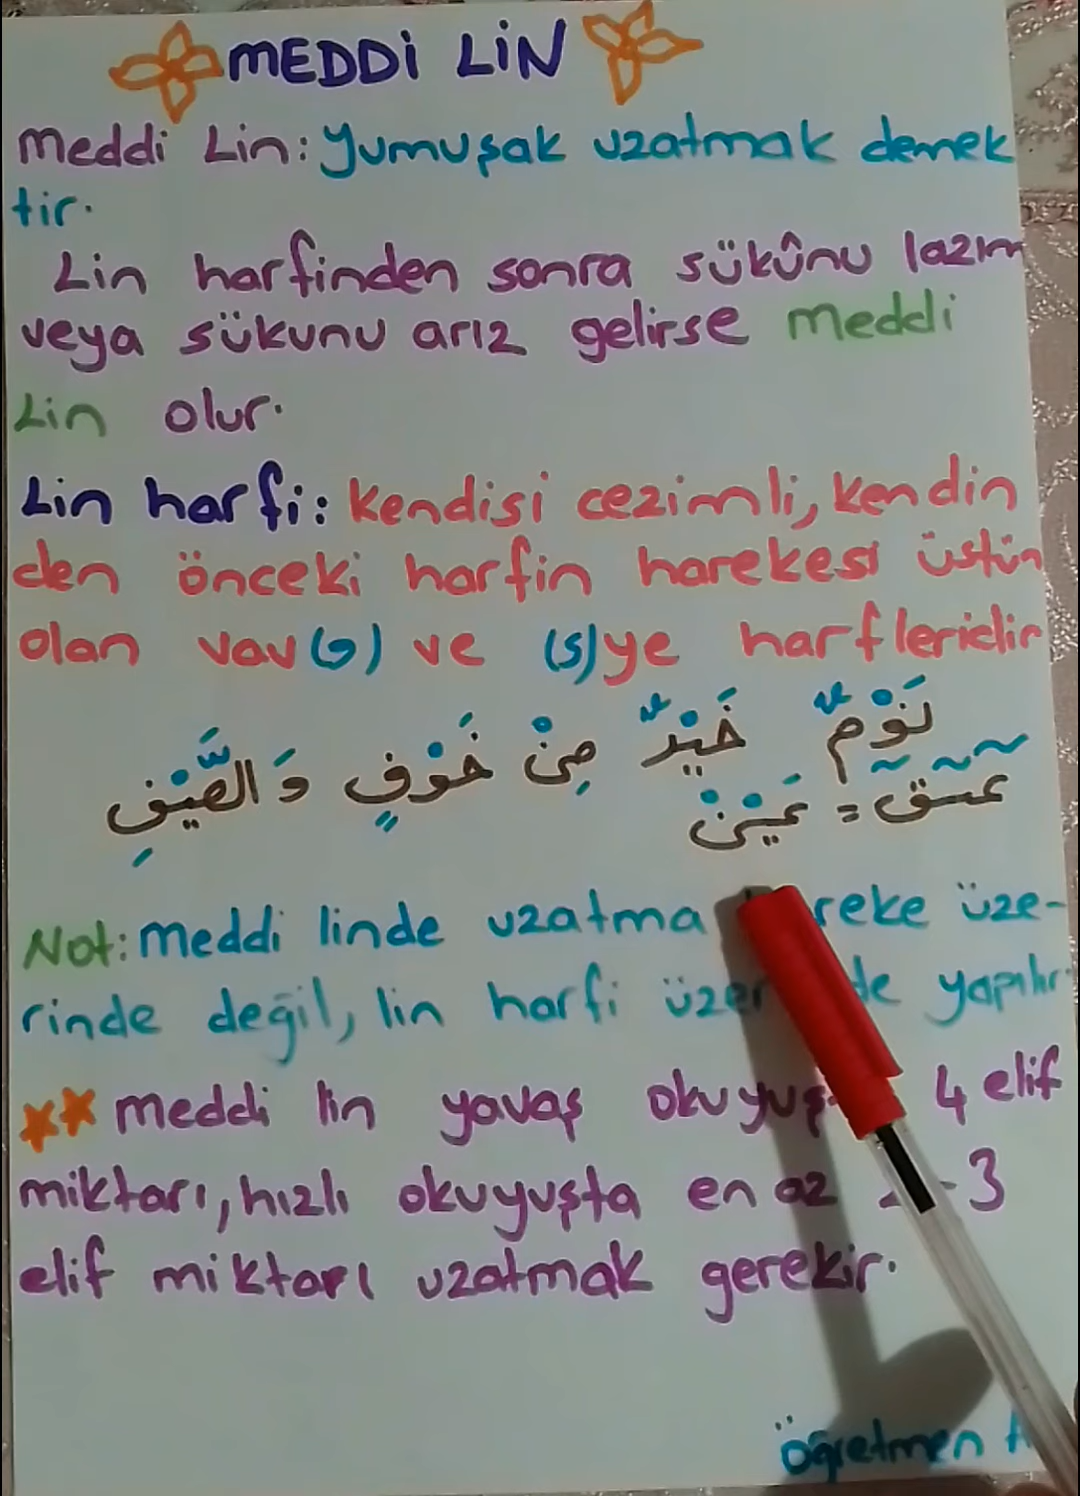 MEDDİ LİN
Meddi Lin: Yumuşak uzatmak demek
tir.
Lin harfinden sonra sükûnu lazım
veya sükunu arız gelirse Meddi
Lin olur.
Lin harfi: Kendisi cezimli, kendin
den önceki harfin harekesi üstün
olan vav(و) ve (ى)ye harfleridir
نَوْمٌ خَيْرٌ مِنْ خَوْفٍ وَالصَّيْفِ
عٓسٓقٓ = عَيْنْ
Not: Meddi linde uzatma üze-
rinde değil, lin harfi yapılır.
** Meddi lin yavaş 4 elif
miktarı, hızlı okuyuşta en az 2-3
elif miktarı uzatmak gerekir.
Öğretmen